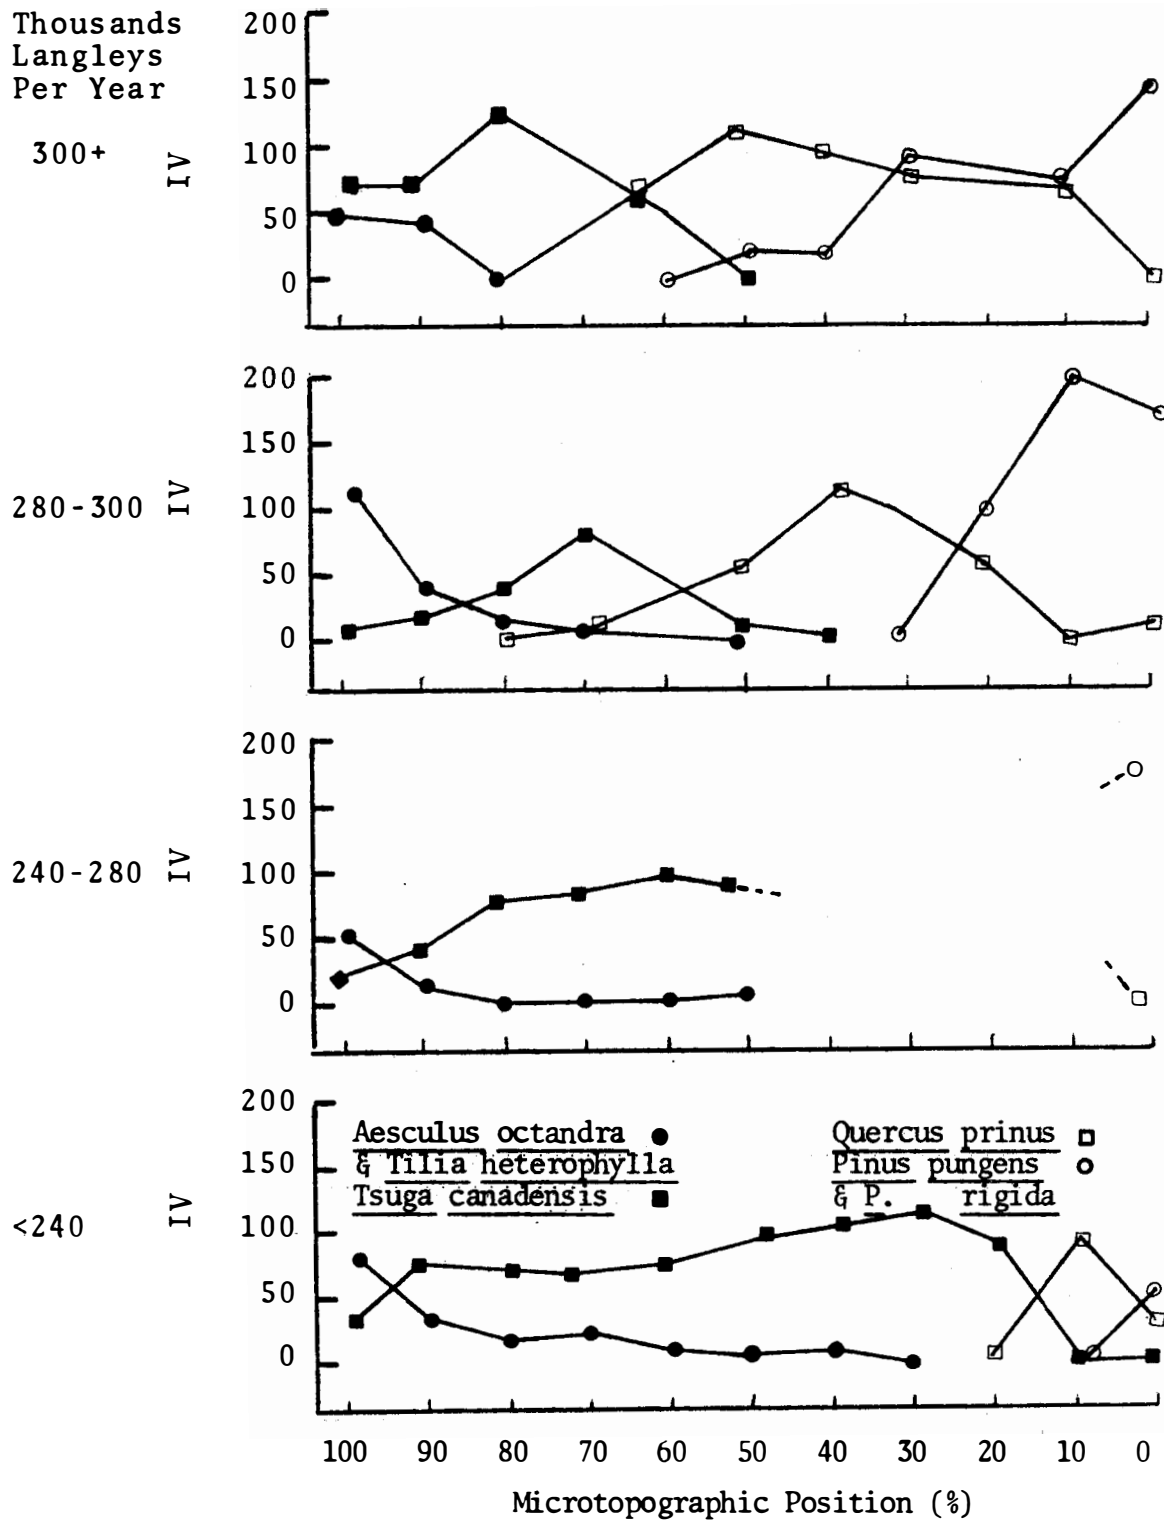 Thousands
Langleys
Per Year
300+
IV
200
150
100
50
0
280-300
IV
200
150
100
50
0
240-280
IV
200
150
100
50
0
<240
IV
200
150
100
50
0
Aesculus octandra
& Tilia heterophylla
Tsuga canadensis
Quercus prinus
Pinus pungens
& P. rigida
100 90 80 70 60 50 40 30 20 10 0
Microtopographic Position (%)